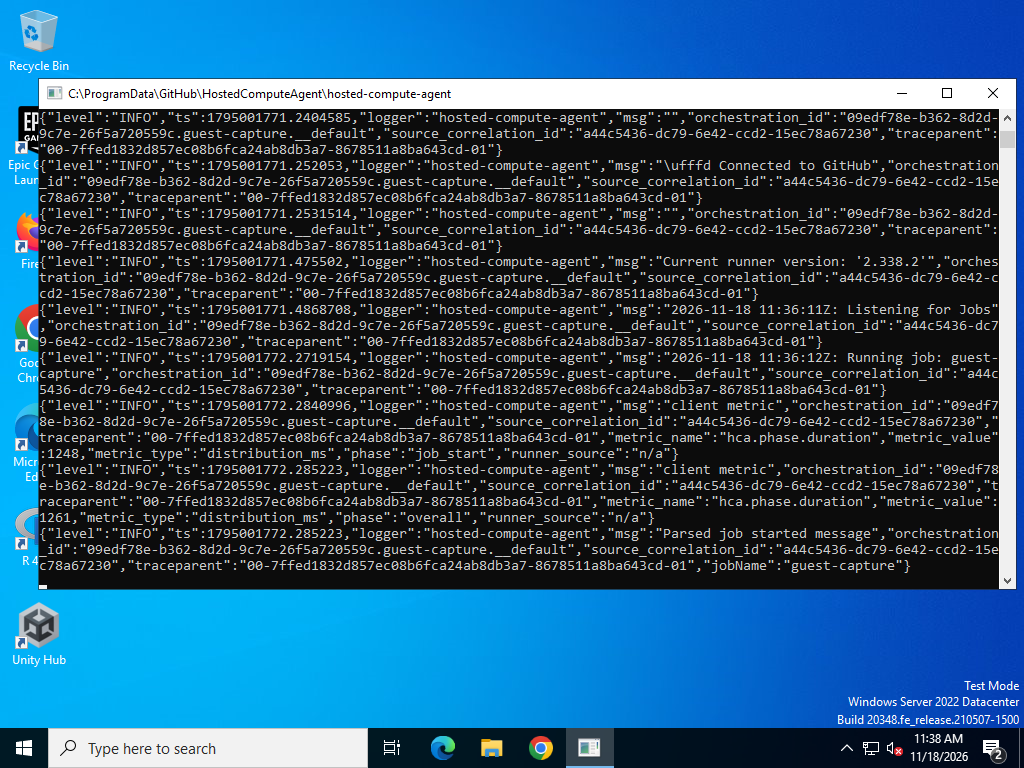 Recycle Bin
C:\ProgramData\GitHub\HostedComputeAgent\hosted-compute-agent
{"level":"INFO","ts":1795001771.2404585,"logger":"hosted-compute-agent","msg":"","orchestration_id":"09edf78e-b362-8d2d-
9c7e-26f5a720559c.guest-capture.__default","source_correlation_id":"a44c5436-dc79-6e42-ccd2-15ec78a67230","traceparent":
"00-7ffed1832d857ec08b6fca24ab8db3a7-8678511a8ba643cd-01"}
{"level":"INFO","ts":1795001771.252053,"logger":"hosted-compute-agent","msg":"\ufffd Connected to GitHub","orchestration
_id":"09edf78e-b362-8d2d-9c7e-26f5a720559c.guest-capture.__default","source_correlation_id":"a44c5436-dc79-6e42-ccd2-15e
c78a67230","traceparent":"00-7ffed1832d857ec08b6fca24ab8db3a7-8678511a8ba643cd-01"}
{"level":"INFO","ts":1795001771.2531514,"logger":"hosted-compute-agent","msg":"","orchestration_id":"09edf78e-b362-8d2d-
9c7e-26f5a720559c.guest-capture.__default","source_correlation_id":"a44c5436-dc79-6e42-ccd2-15ec78a67230","traceparent":
"00-7ffed1832d857ec08b6fca24ab8db3a7-8678511a8ba643cd-01"}
{"level":"INFO","ts":1795001771.475502,"logger":"hosted-compute-agent","msg":"Current runner version: '2.338.2'","orches
tration_id":"09edf78e-b362-8d2d-9c7e-26f5a720559c.guest-capture.__default","source_correlation_id":"a44c5436-dc79-6e42-c
cd2-15ec78a67230","traceparent":"00-7ffed1832d857ec08b6fca24ab8db3a7-8678511a8ba643cd-01"}
{"level":"INFO","ts":1795001771.4868708,"logger":"hosted-compute-agent","msg":"2026-11-18 11:36:11Z: Listening for Jobs"
,"orchestration_id":"09edf78e-b362-8d2d-9c7e-26f5a720559c.guest-capture.__default","source_correlation_id":"a44c5436-dc7
9-6e42-ccd2-15ec78a67230","traceparent":"00-7ffed1832d857ec08b6fca24ab8db3a7-8678511a8ba643cd-01"}
{"level":"INFO","ts":1795001772.2719154,"logger":"hosted-compute-agent","msg":"2026-11-18 11:36:12Z: Running job: guest-
capture","orchestration_id":"09edf78e-b362-8d2d-9c7e-26f5a720559c.guest-capture.__default","source_correlation_id":"a44c
5436-dc79-6e42-ccd2-15ec78a67230","traceparent":"00-7ffed1832d857ec08b6fca24ab8db3a7-8678511a8ba643cd-01"}
{"level":"INFO","ts":1795001772.2840996,"logger":"hosted-compute-agent","msg":"client metric","orchestration_id":"09edf7
8e-b362-8d2d-9c7e-26f5a720559c.guest-capture.__default","source_correlation_id":"a44c5436-dc79-6e42-ccd2-15ec78a67230","
traceparent":"00-7ffed1832d857ec08b6fca24ab8db3a7-8678511a8ba643cd-01","metric_name":"hca.phase.duration","metric_value"
:1248,"metric_type":"distribution_ms","phase":"job_start","runner_source":"n/a"}
{"level":"INFO","ts":1795001772.285223,"logger":"hosted-compute-agent","msg":"client metric","orchestration_id":"09edf78
e-b362-8d2d-9c7e-26f5a720559c.guest-capture.__default","source_correlation_id":"a44c5436-dc79-6e42-ccd2-15ec78a67230","t
raceparent":"00-7ffed1832d857ec08b6fca24ab8db3a7-8678511a8ba643cd-01","metric_name":"hca.phase.duration","metric_value":
1261,"metric_type":"distribution_ms","phase":"overall","runner_source":"n/a"}
{"level":"INFO","ts":1795001772.285223,"logger":"hosted-compute-agent","msg":"Parsed job started message","orchestration
_id":"09edf78e-b362-8d2d-9c7e-26f5a720559c.guest-capture.__default","source_correlation_id":"a44c5436-dc79-6e42-ccd2-15e
c78a67230","traceparent":"00-7ffed1832d857ec08b6fca24ab8db3a7-8678511a8ba643cd-01","jobName":"guest-capture"}
Epic G
Laun
Fire
Goo
Chr
Micr
Ed
R 4
Unity Hub
Test Mode
Windows Server 2022 Datacenter
Build 20348.fe_release.210507-1500
Type here to search
11:38 AM
11/18/2026
2